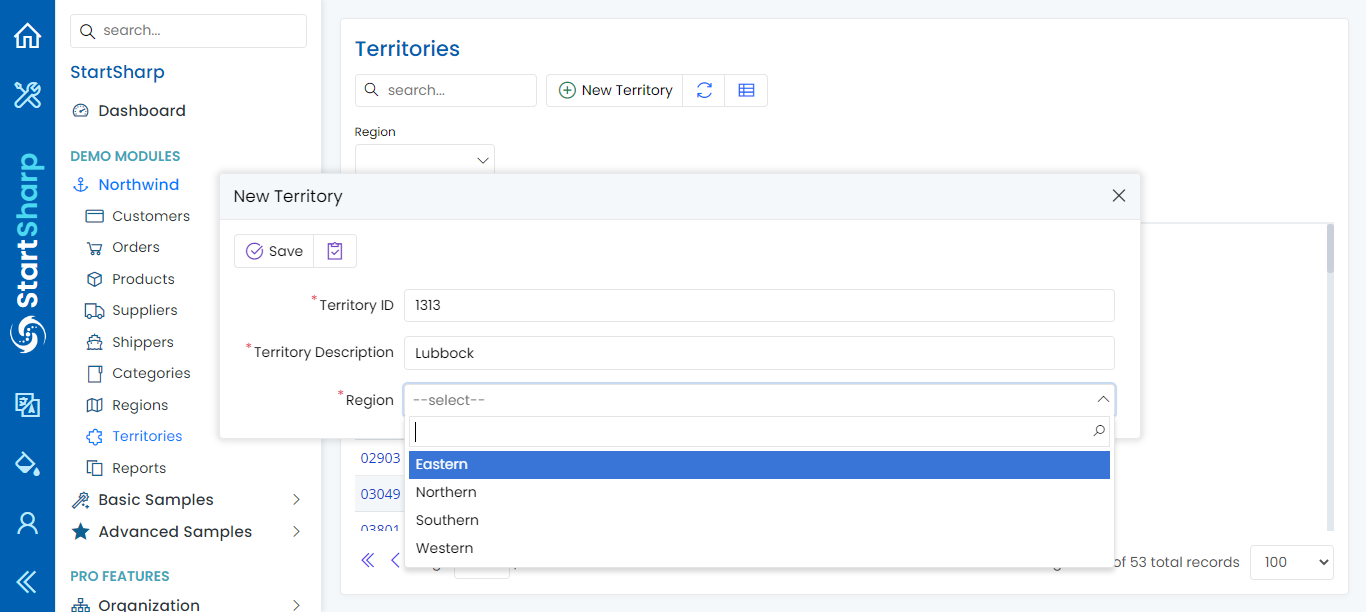 search...
StartSharp
Dashboard
DEMO MODULES
Northwind
Customers
Orders
Products
Suppliers
Shippers
Categories
Regions
Territories
Reports
Basic Samples
Advanced Samples
PRO FEATURES
Organization
StartSharp
Territories
search...
New Territory
Region
New Territory
Save
*Territory ID
1313
*Territory Description
Lubbock
*Region
--select--
Eastern
Northern
Southern
Western
02903
03049
03801
of 53 total records
100